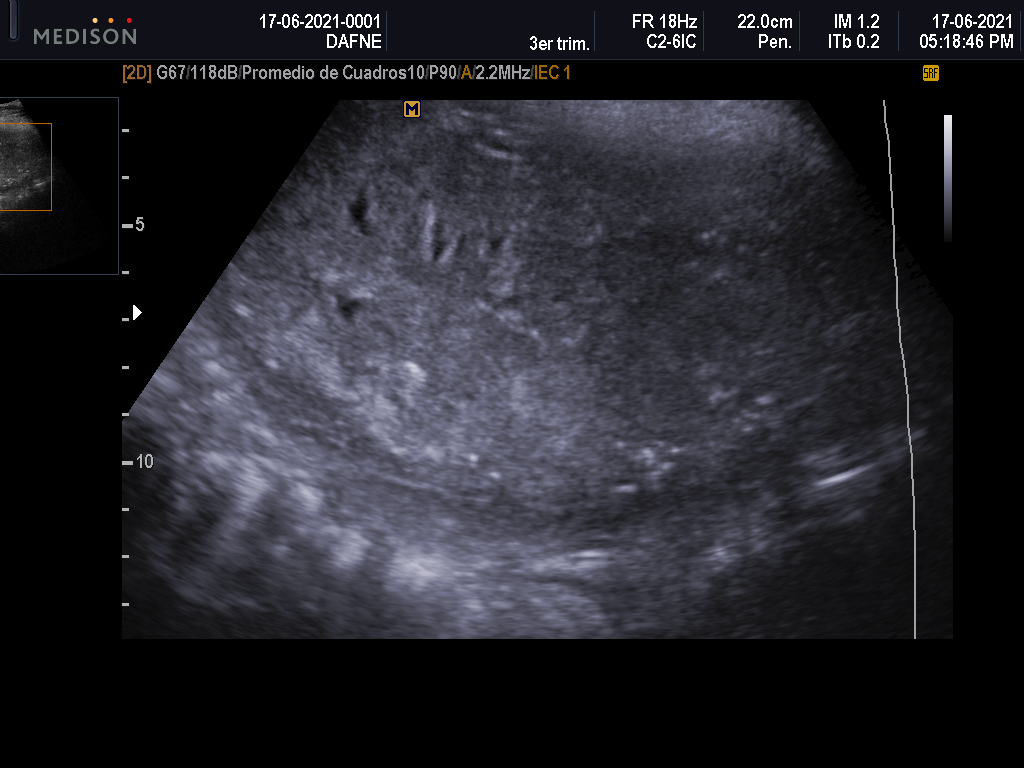 MEDISON
17-06-2021-0001
DAFNE
3er trim.
FR 18Hz
C2-6IC
22.0cm
Pen.
IM 1.2
ITb 0.2
17-06-2021
05:18:46 PM
[2D] G67/118dB/Promedio de Cuadros10/P90/A/2.2MHz/IEC 1
SRF
M
5
10